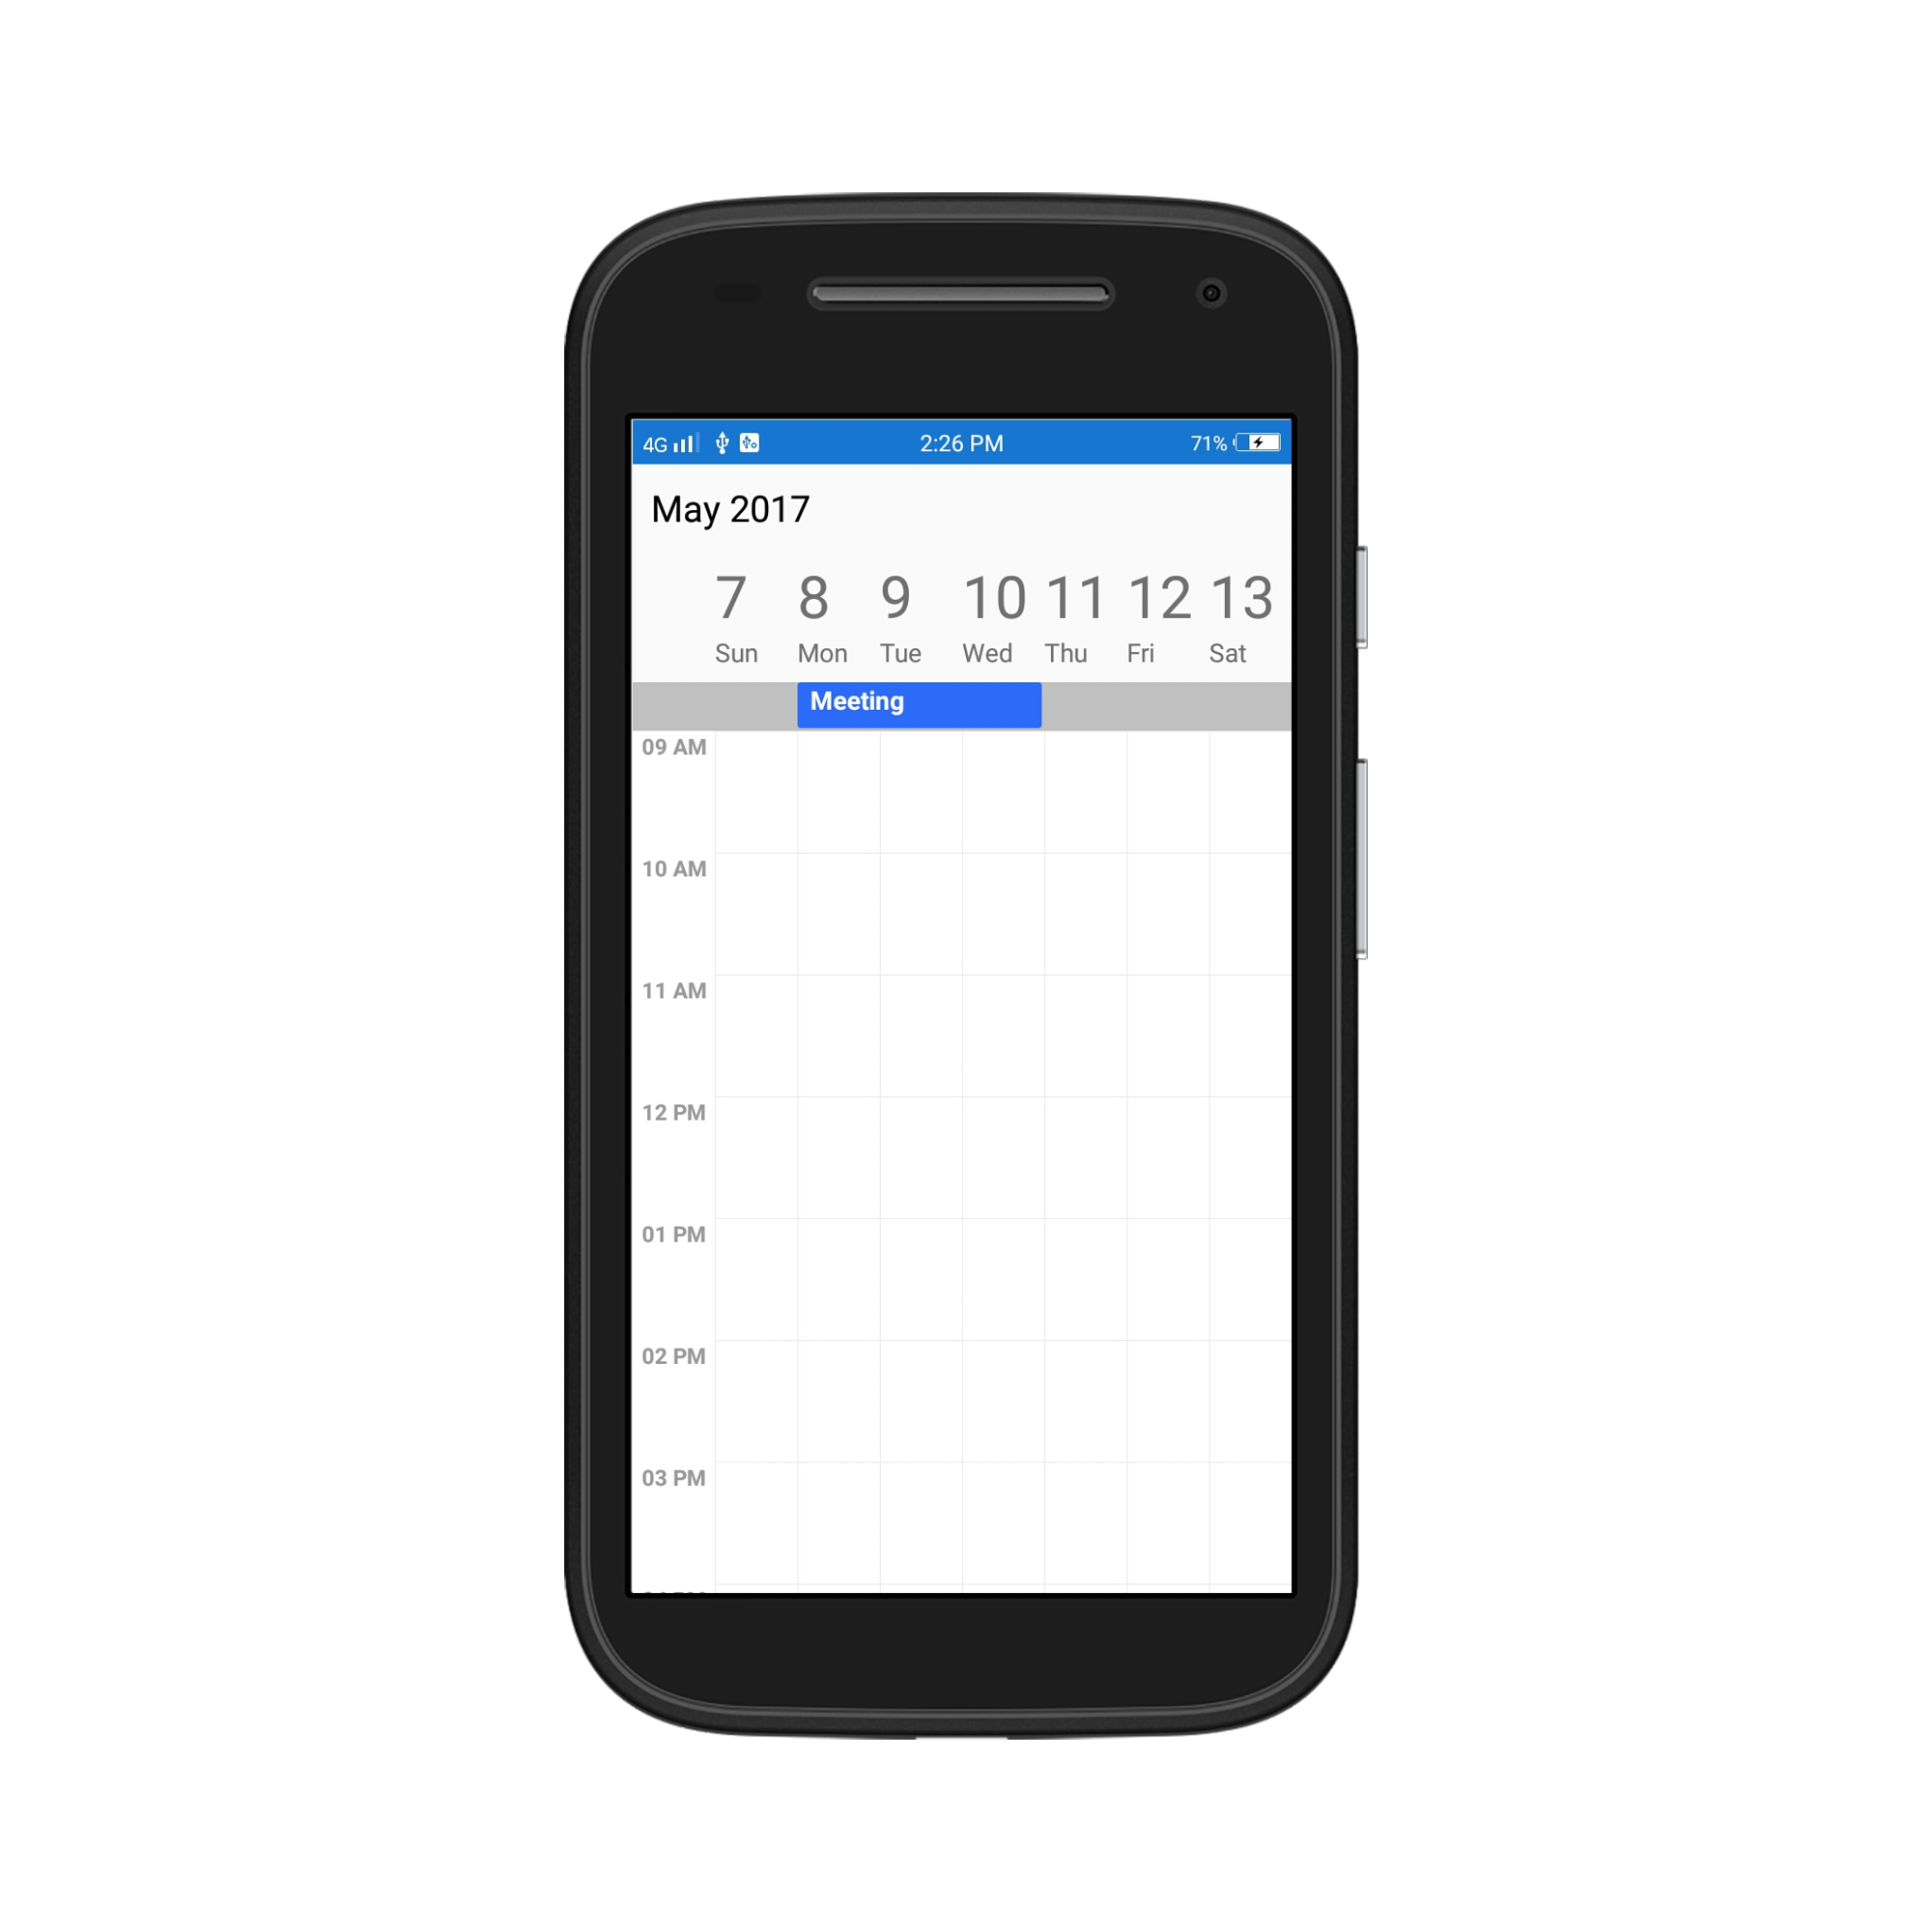 4G 2:26 PM 71%
May 2017
7 8 9 10 11 12 13
Sun Mon Tue Wed Thu Fri Sat
Meeting
09 AM
10 AM
11 AM
12 PM
01 PM
02 PM
03 PM